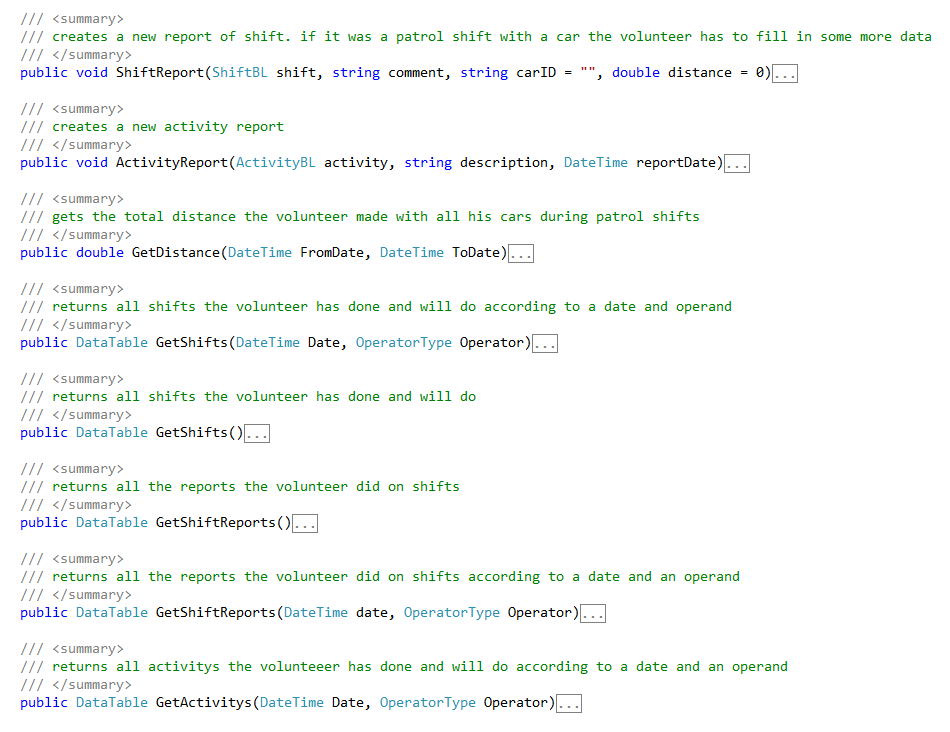 /// <summary>
/// creates a new report of shift. if it was a patrol shift with a car the volunteer has to fill in some more data
/// </summary>
public void ShiftReport(ShiftBL shift, string comment, string carID = "", double distance = 0)...
/// <summary>
/// creates a new activity report
/// </summary>
public void ActivityReport(ActivityBL activity, string description, DateTime reportDate)...
/// <summary>
/// gets the total distance the volunteer made with all his cars during patrol shifts
/// </summary>
public double GetDistance(DateTime FromDate, DateTime ToDate)...
/// <summary>
/// returns all shifts the volunteer has done and will do according to a date and operand
/// </summary>
public DataTable GetShifts(DateTime Date, OperatorType Operator)...
/// <summary>
/// returns all shifts the volunteer has done and will do
/// </summary>
public DataTable GetShifts()...
/// <summary>
/// returns all the reports the volunteer did on shifts
/// </summary>
public DataTable GetShiftReports()...
/// <summary>
/// returns all the reports the volunteer did on shifts according to a date and an operand
/// </summary>
public DataTable GetShiftReports(DateTime date, OperatorType Operator)...
/// <summary>
/// returns all activitys the volunteeer has done and will do according to a date and an operand
/// </summary>
public DataTable GetActivitys(DateTime Date, OperatorType Operator)...